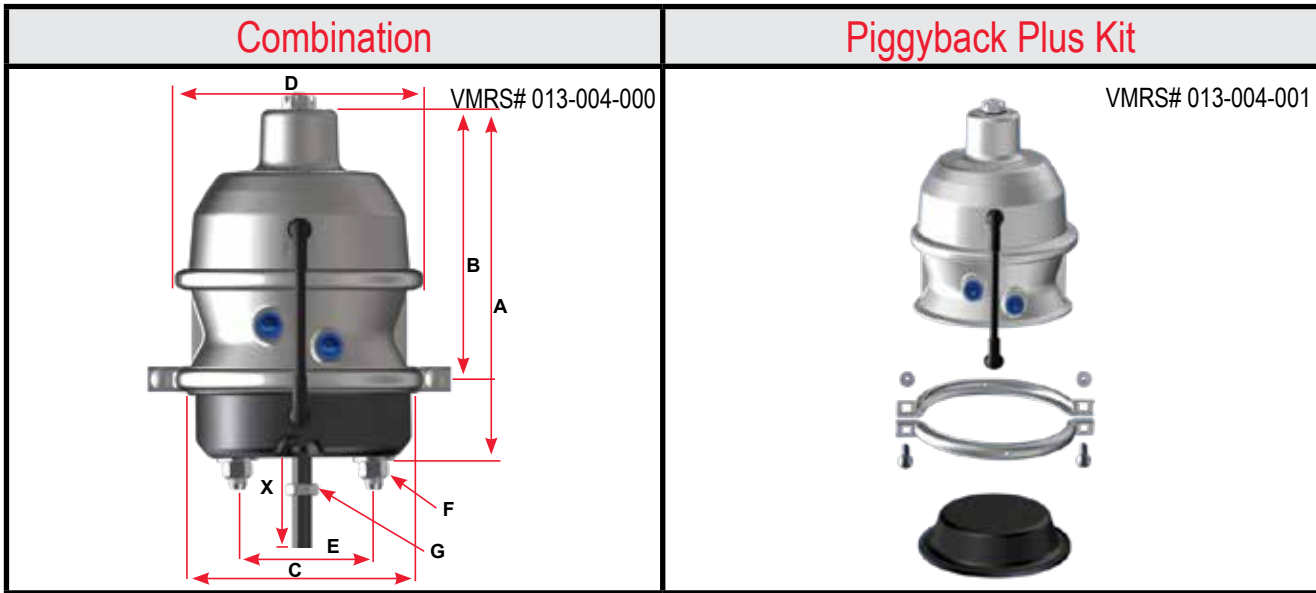 Combination
Piggyback Plus Kit
D
VMRS# 013-004-000
VMRS# 013-004-001
B
A
X
F
E
G
C